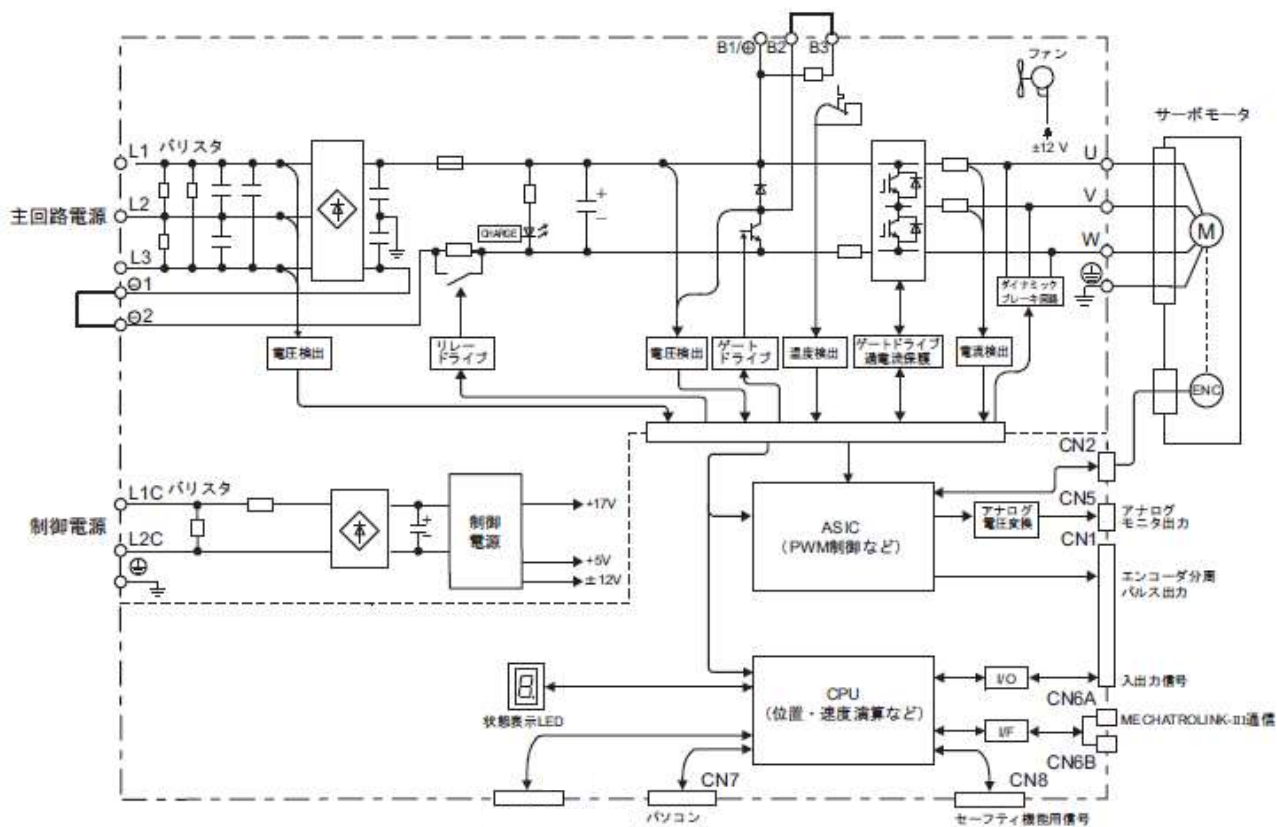 B1/⊕ B2 B3
ファン
±12 V
サーボモータ
L1 バリスタ
主回路電源
L2
L3
⊖1
⊖2
CHARGE
U
V
W
M
ダイナミック
ブレーキ回路
電圧検出
リレー
ドライブ
電圧検出
ゲート
ドライブ
温度検出
ゲートドライブ
過電流保護
電流検出
ENC
CN2
L1C バリスタ
制御電源
L2C
制御
電源
+17V
+5V
±12V
ASIC
(PWM制御など)
アナログ
電圧変換
CN5
アナログ
モニタ出力
CN1
エンコーダ分周
パルス出力
状態表示LED
CPU
(位置・速度演算など)
I/O
入出力信号
CN6A
I/F
MECHATROLINK-III通信
CN6B
CN7
パソコン
CN8
セーフティ機能用信号